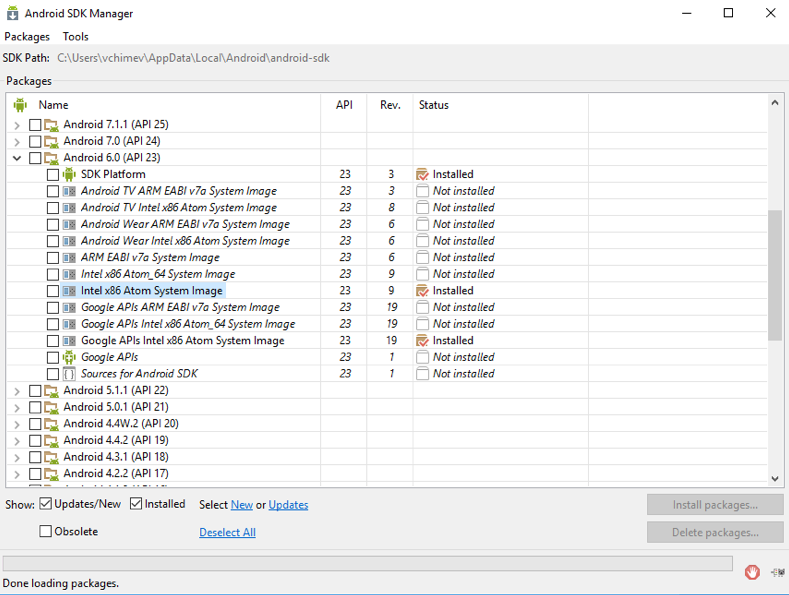 Android SDK Manager
Packages Tools
SDK Path: C:\Users\vchimev\AppData\Local\Android\android-sdk
Packages
Name API Rev. Status
Android 7.1.1 (API 25)
Android 7.0 (API 24)
Android 6.0 (API 23)
SDK Platform 23 3 Installed
Android TV ARM EABI v7a System Image 23 3 Not installed
Android TV Intel x86 Atom System Image 23 8 Not installed
Android Wear ARM EABI v7a System Image 23 6 Not installed
Android Wear Intel x86 Atom System Image 23 6 Not installed
ARM EABI v7a System Image 23 6 Not installed
Intel x86 Atom_64 System Image 23 9 Not installed
Intel x86 Atom System Image 23 9 Installed
Google APIs ARM EABI v7a System Image 23 19 Not installed
Google APIs Intel x86 Atom_64 System Image 23 19 Not installed
Google APIs Intel x86 Atom System Image 23 19 Installed
Google APIs 23 1 Not installed
Sources for Android SDK 23 1 Not installed
Android 5.1.1 (API 22)
Android 5.0.1 (API 21)
Android 4.4W.2 (API 20)
Android 4.4.2 (API 19)
Android 4.3.1 (API 18)
Android 4.2.2 (API 17)
Show: Updates/New Installed Select New or Updates Install packages...
Obsolete Deselect All Delete packages...
Done loading packages.